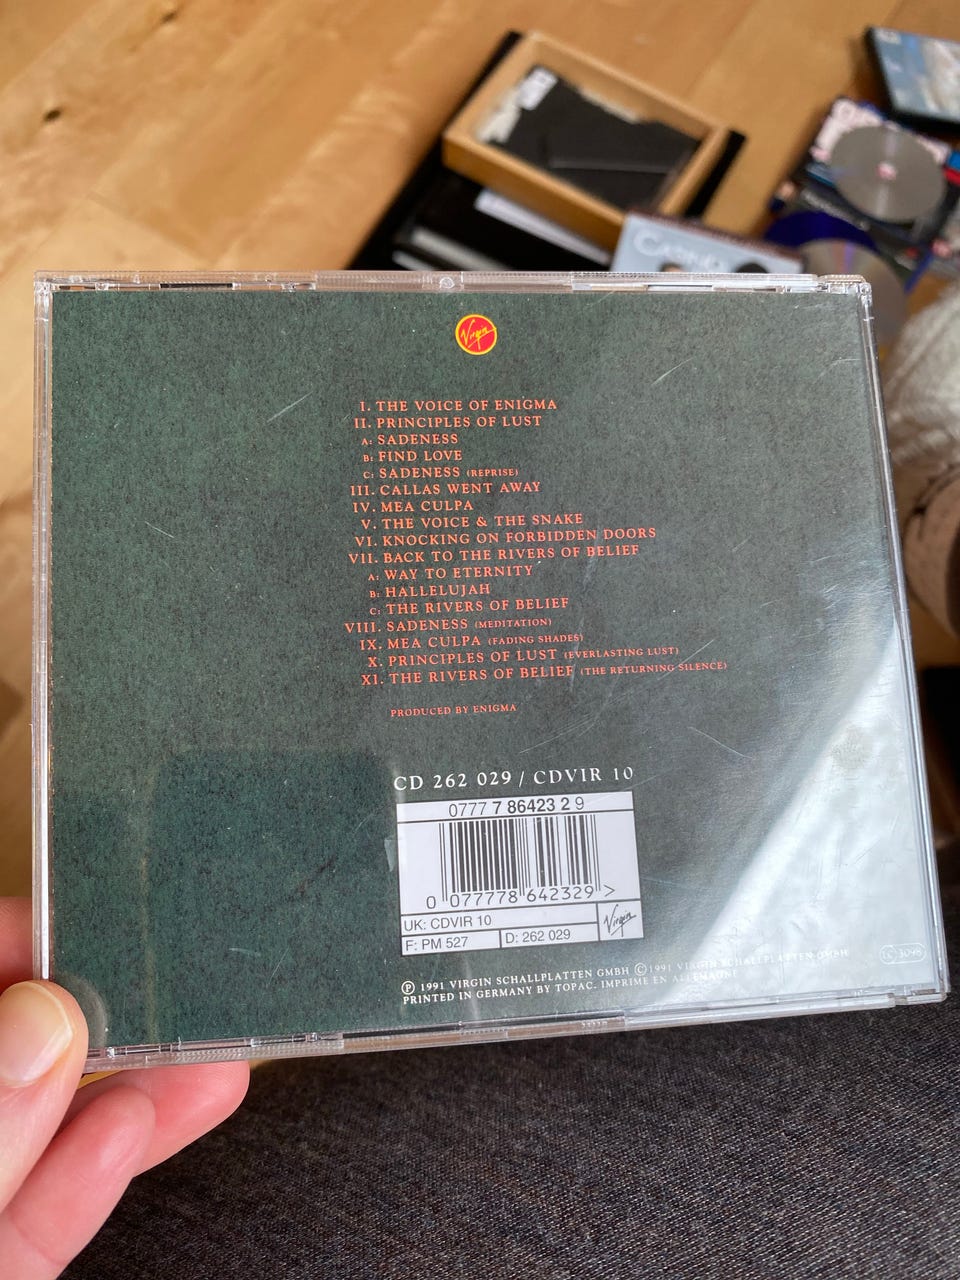 Virgin
I. THE VOICE OF ENIGMA
II. PRINCIPLES OF LUST
A: SADENESS
B: FIND LOVE
C: SADENESS (REPRISE)
III. CALLAS WENT AWAY
IV. MEA CULPA
V. THE VOICE & THE SNAKE
VI. KNOCKING ON FORBIDDEN DOORS
VII. BACK TO THE RIVERS OF BELIEF
A: WAY TO ETERNITY
B: HALLELUJAH
C: THE RIVERS OF BELIEF
VIII. SADENESS (MEDITATION)
IX. MEA CULPA (FADING SHADES)
X. PRINCIPLES OF LUST (EVERLASTING LUST)
XI. THE RIVERS OF BELIEF (THE RETURNING SILENCE)
PRODUCED BY ENIGMA
CD 262 029 / CDVIR 10
0777 7 86423 2 9
0 077778 642329 >
UK: CDVIR 10
F: PM 527 D: 262 029 Virgin
Ⓟ 1991 VIRGIN SCHALLPLATTEN GMBH © 1991 VIRGIN SCHALLPLATTEN GMBH
PRINTED IN GERMANY BY TOPAC. IMPRIME EN ALLEMAGNE
LC 3098